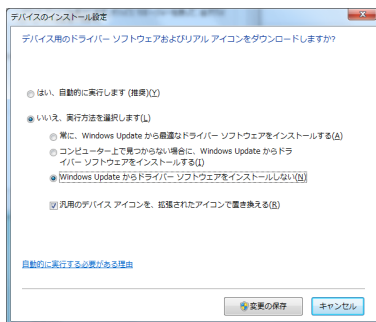 デバイスのインストール設定
デバイス用のドライバー ソフトウェアおよびリアル アイコンをダウンロードしますか?
はい、自動的に実行します (推奨)(Y)
いいえ、実行方法を選択します(L)
常に、Windows Update から最適なドライバー ソフトウェアをインストールする(A)
コンピューター上で見つからない場合に、Windows Update からドラ
イバー ソフトウェアをインストールする(I)
Windows Update からドライバー ソフトウェアをインストールしない(N)
汎用のデバイス アイコンを、拡張されたアイコンで置き換える(R)
自動的に実行する必要がある理由
変更の保存
キャンセル